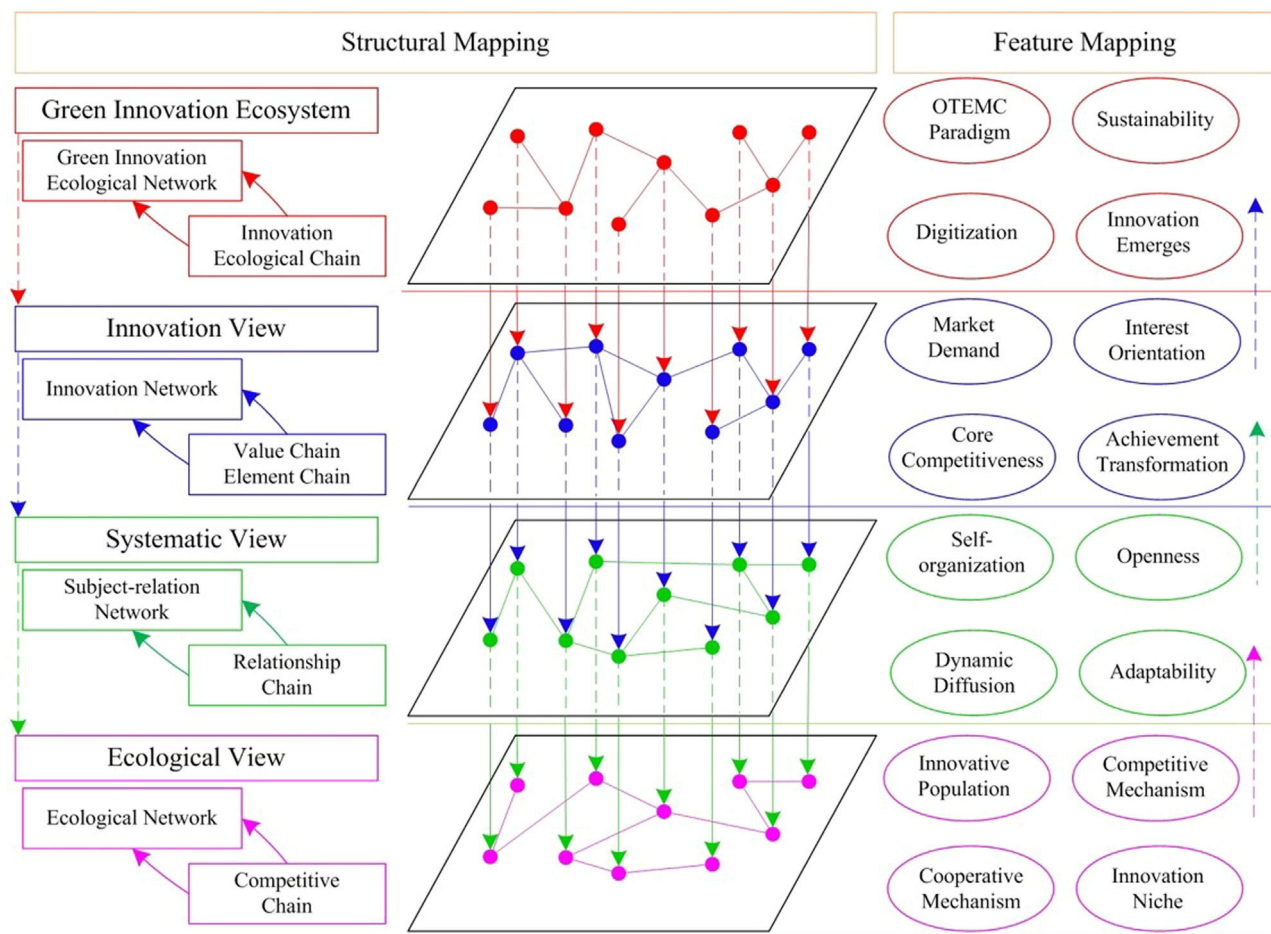 Structural Mapping
Feature Mapping
Green Innovation Ecosystem
Green Innovation
Ecological Network
Innovation
Ecological Chain
OTEMC
Paradigm
Sustainability
Digitization
Innovation
Emerges
Innovation View
Innovation Network
Value Chain
Element Chain
Market
Demand
Interest
Orientation
Core
Competitiveness
Achievement
Transformation
Systematic View
Subject-relation
Network
Relationship
Chain
Self-
organization
Openness
Dynamic
Diffusion
Adaptability
Ecological View
Ecological Network
Competitive
Chain
Innovative
Population
Competitive
Mechanism
Cooperative
Mechanism
Innovation
Niche